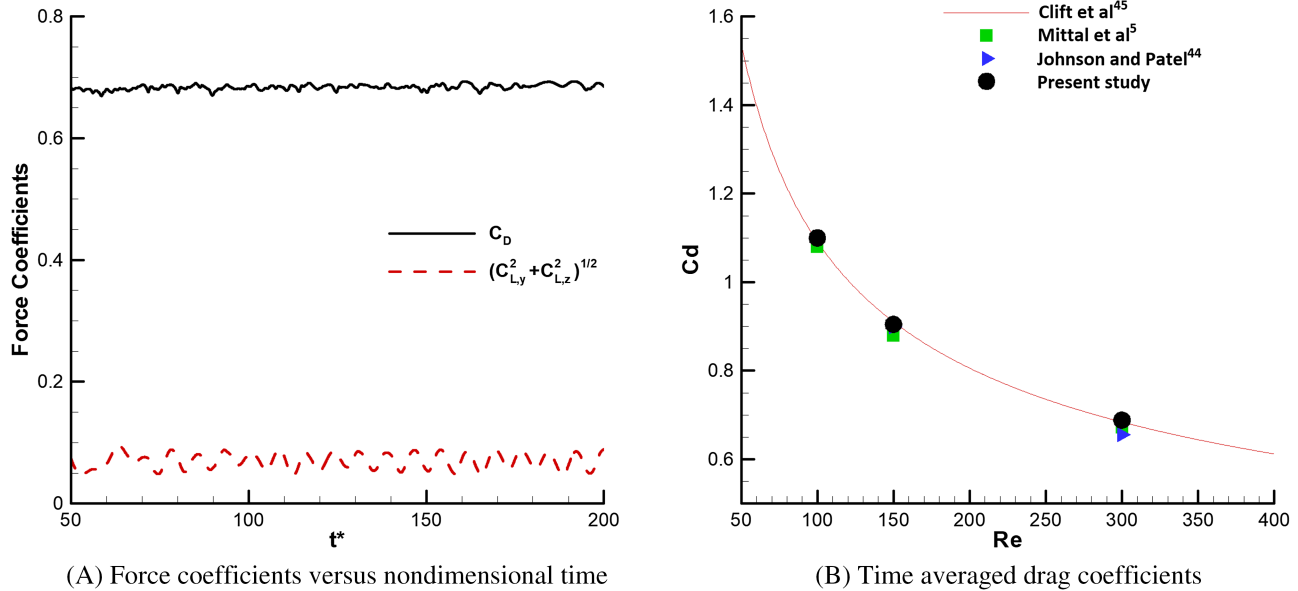 0.8
0.6
0.4
0.2
0
Force Coefficients
C_D
(C²_L,y+C²_L,z)^1/2
50
100
150
200
t*
(A) Force coefficients versus nondimensional time
Clift et al⁴⁵
Mittal et al⁵
Johnson and Patel⁴⁴
Present study
1.6
1.4
1.2
1
0.8
0.6
Cd
50
100
150
200
250
300
350
400
Re
(B) Time averaged drag coefficients